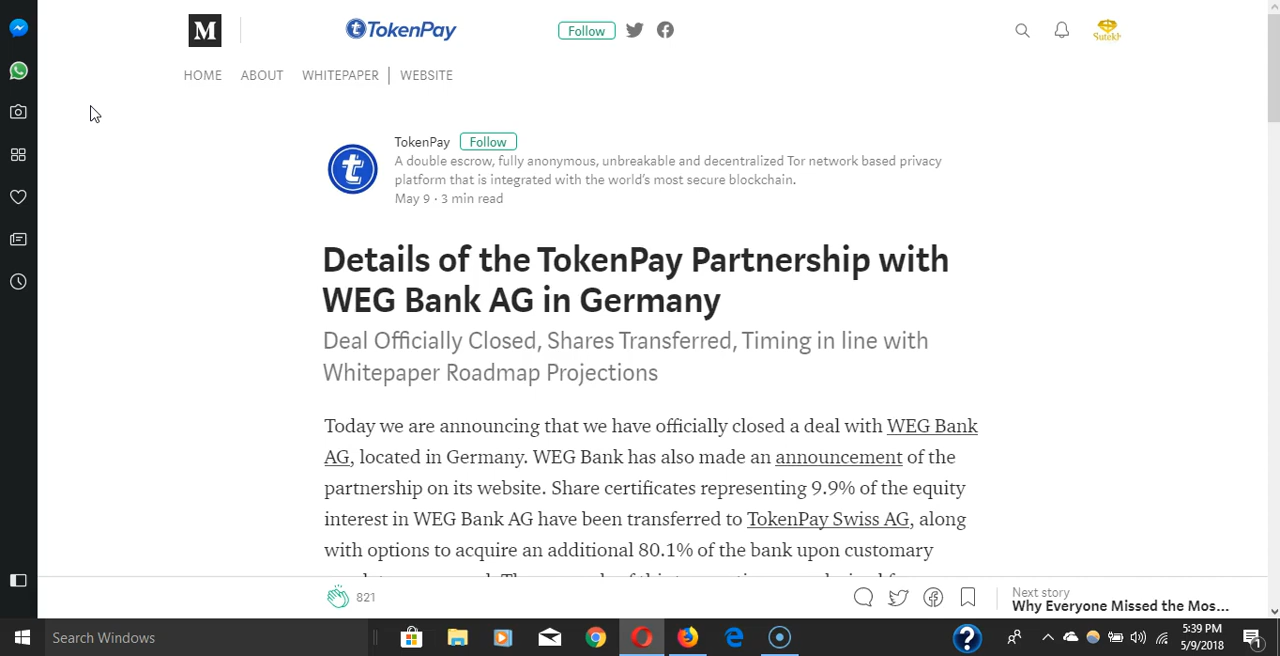 M
TokenPay
Follow
Sutekh
HOME ABOUT WHITEPAPER WEBSITE
TokenPay Follow
A double escrow, fully anonymous, unbreakable and decentralized Tor network based privacy
platform that is integrated with the world's most secure blockchain.
May 9 · 3 min read
Details of the TokenPay Partnership with
WEG Bank AG in Germany
Deal Officially Closed, Shares Transferred, Timing in line with
Whitepaper Roadmap Projections
Today we are announcing that we have officially closed a deal with WEG Bank
AG, located in Germany. WEG Bank has also made an announcement of the
partnership on its website. Share certificates representing 9.9% of the equity
interest in WEG Bank AG have been transferred to TokenPay Swiss AG, along
with options to acquire an additional 80.1% of the bank upon customary
821
Next story
Why Everyone Missed the Mos...
Search Windows
5:39 PM
5/9/2018
1